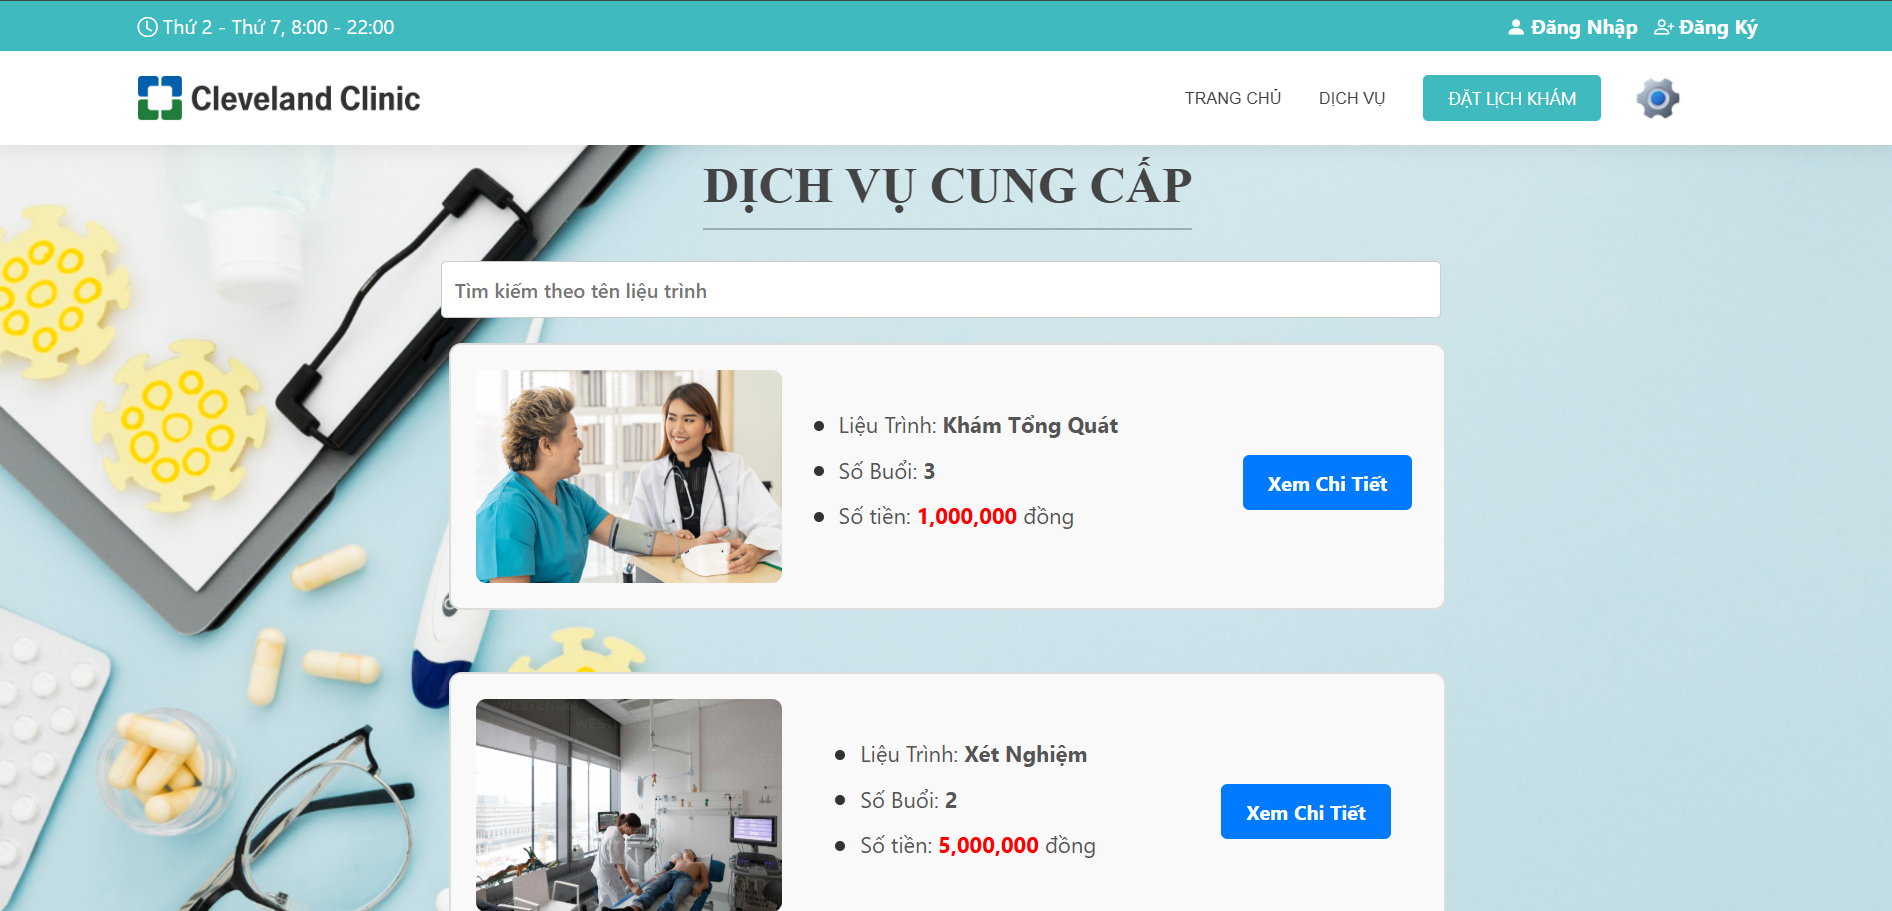 Thứ 2 - Thứ 7, 8:00 - 22:00
Đăng Nhập
Đăng Ký
Cleveland Clinic
TRANG CHỦ
DỊCH VỤ
ĐẶT LỊCH KHÁM
DỊCH VỤ CUNG CẤP
Tìm kiếm theo tên liệu trình
Liệu Trình: Khám Tổng Quát
Số Buổi: 3
Số tiền: 1,000,000 đồng
Xem Chi Tiết
Liệu Trình: Xét Nghiệm
Số Buổi: 2
Số tiền: 5,000,000 đồng
Xem Chi Tiết